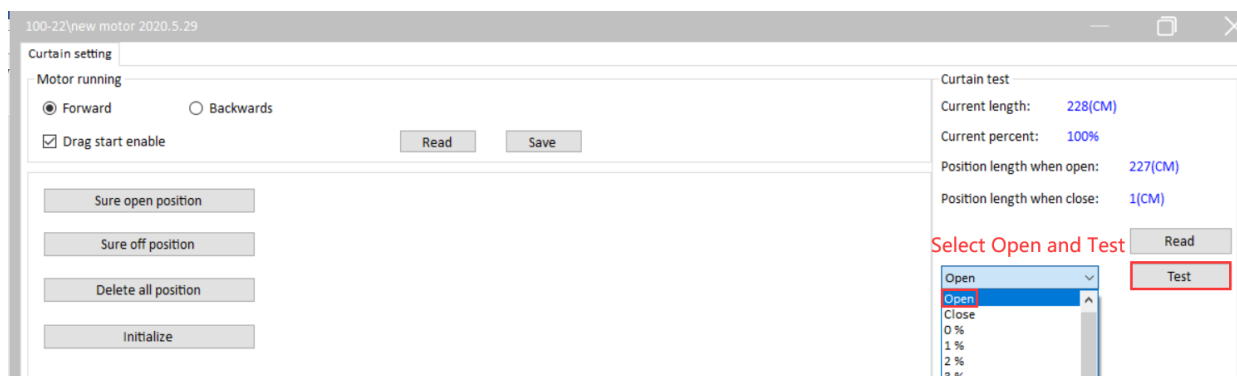 100-22\new motor 2020.5.29
Curtain setting
Motor running
Forward
Backwards
Drag start enable
Read
Save
Sure open position
Sure off position
Delete all position
Initialize
Curtain test
Current length: 228(CM)
Current percent: 100%
Position length when open: 227(CM)
Position length when close: 1(CM)
Select Open and Test
Read
Open
Test
Open
Close
0 %
1 %
2 %